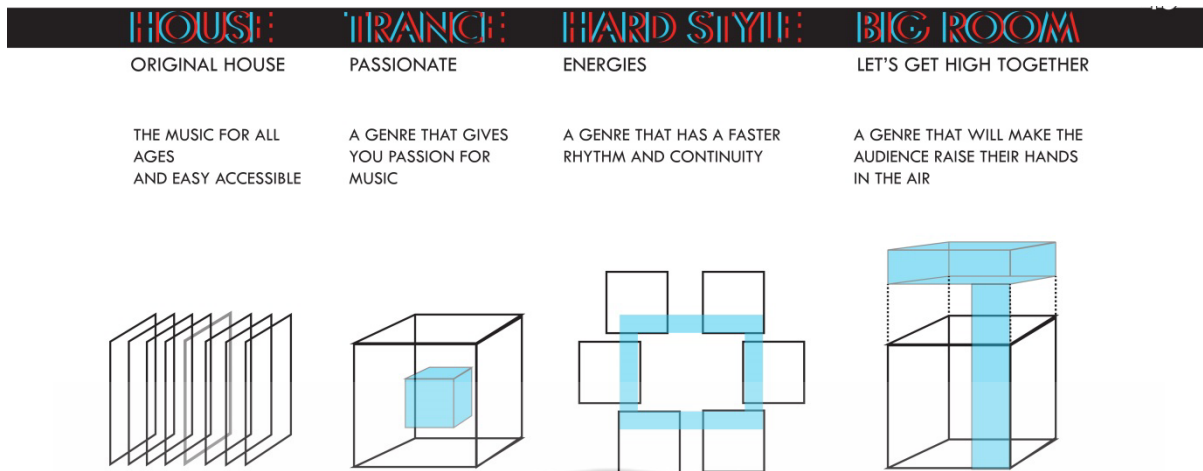 HOUSE TRANCE HARD STYLE BIG ROOM
ORIGINAL HOUSE
PASSIONATE
ENERGIES
LET'S GET HIGH TOGETHER
THE MUSIC FOR ALL
AGES
AND EASY ACCESSIBLE
A GENRE THAT GIVES
YOU PASSION FOR
MUSIC
A GENRE THAT HAS A FASTER
RHYTHM AND CONTINUITY
A GENRE THAT WILL MAKE THE
AUDIENCE RAISE THEIR HANDS
IN THE AIR